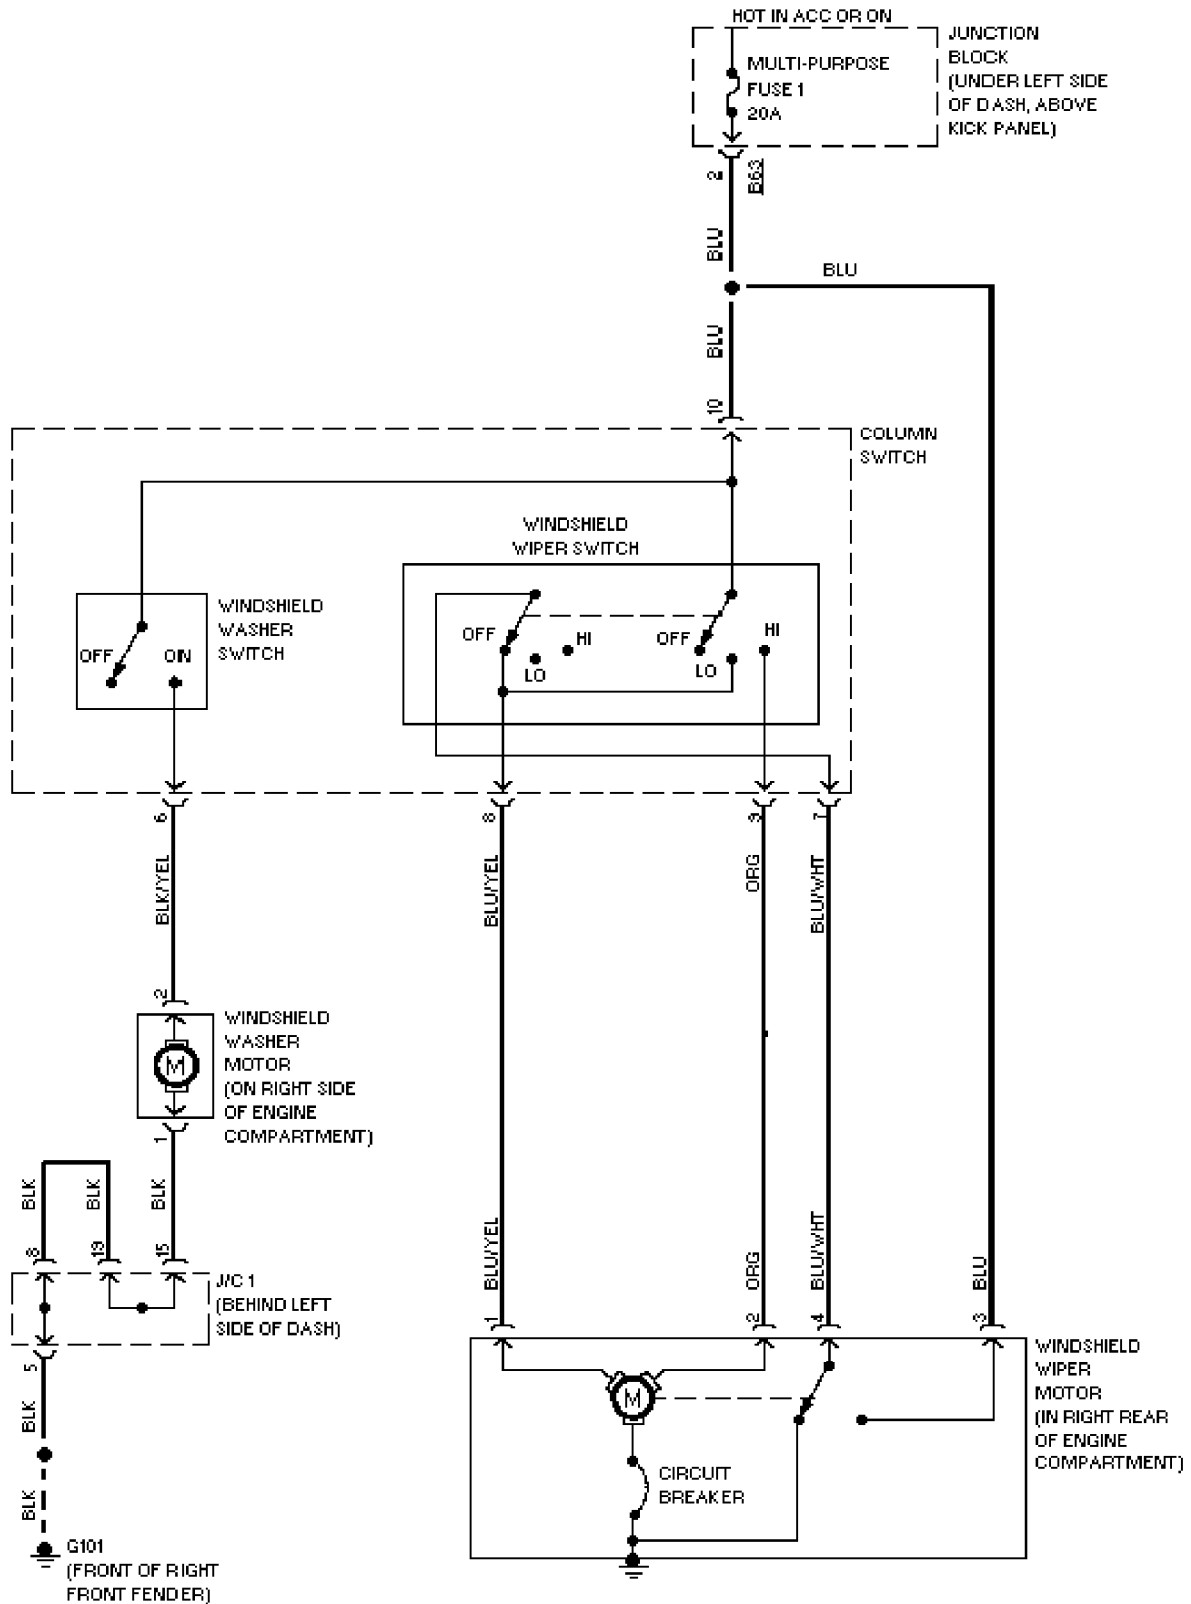 HOT IN ACC OR ON
JUNCTION
BLOCK
(UNDER LEFT SIDE
OF DASH, ABOVE
KICK PANEL)
MULTI-PURPOSE
FUSE 1
20A
2
B63
BLU
BLU
BLU
10
COLUMN
SWITCH
WINDSHIELD
WIPER SWITCH
WINDSHIELD
WASHER
SWITCH
OFF
ON
OFF
HI
LO
OFF
HI
LO
6
8
9
7
BLK/YEL
BLU/YEL
ORG
BLU/WHT
2
WINDSHIELD
WASHER
MOTOR
(ON RIGHT SIDE
OF ENGINE
COMPARTMENT)
M
1
BLK
BLK
BLK
8
19
15
J/C 1
(BEHIND LEFT
SIDE OF DASH)
5
BLK
BLK
G101
(FRONT OF RIGHT
FRONT FENDER)
BLU/YEL
ORG
BLU/WHT
BLU
1
2
4
3
WINDSHIELD
WIPER
MOTOR
(IN RIGHT REAR
OF ENGINE
COMPARTMENT)
M
CIRCUIT
BREAKER